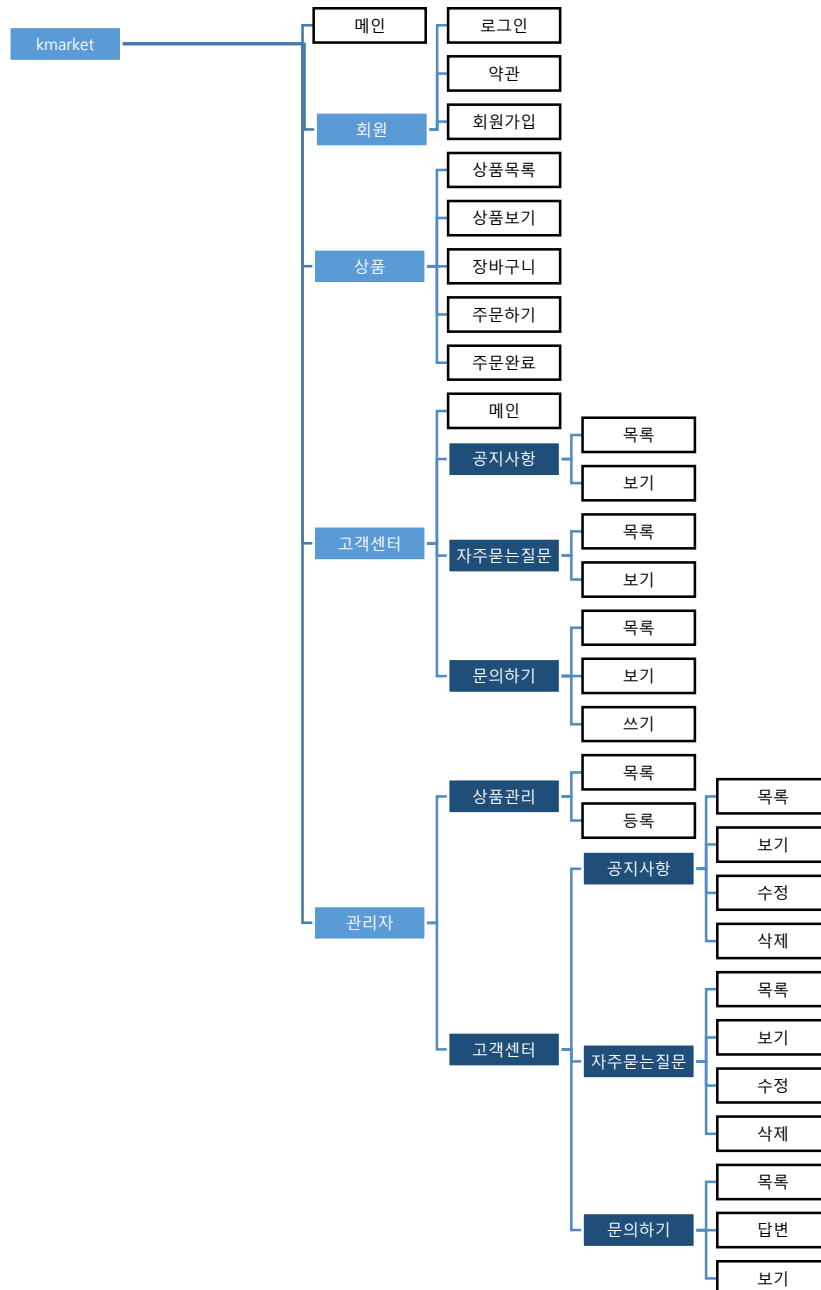 kmarket
메인
회원
로그인
약관
회원가입
상품
상품목록
상품보기
장바구니
주문하기
주문완료
고객센터
메인
공지사항
목록
보기
자주묻는질문
목록
보기
문의하기
목록
보기
쓰기
관리자
상품관리
목록
등록
고객센터
공지사항
목록
보기
수정
삭제
자주묻는질문
목록
보기
수정
삭제
문의하기
목록
답변
보기